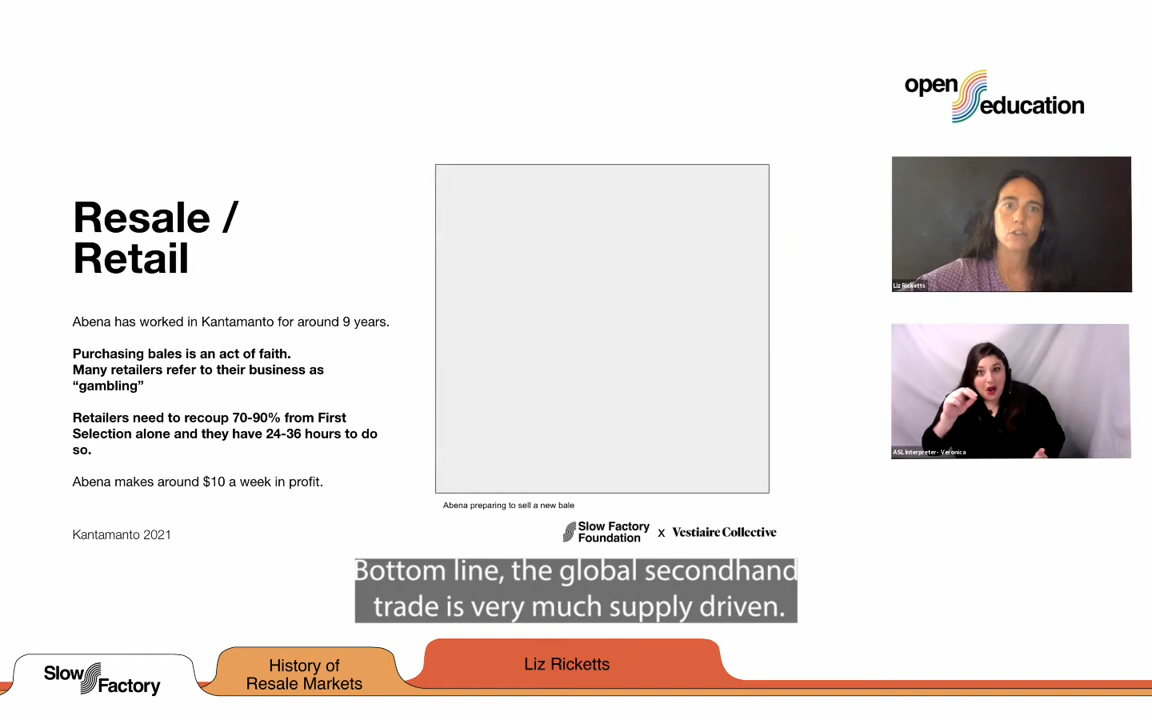 open
education
Resale /
Retail
Abena has worked in Kantamanto for around 9 years.
Purchasing bales is an act of faith.
Many retailers refer to their business as
“gambling”
Retailers need to recoup 70-90% from First
Selection alone and they have 24-36 hours to do
so.
Abena makes around $10 a week in profit.
Kantamanto 2021
Abena preparing to sell a new bale
Slow Factory
Foundation x Vestiaire Collective
Liz Ricketts
ASL Interpreter- Veronica
Bottom line, the global secondhand
trade is very much supply driven.
Slow
Factory
History of
Resale Markets
Liz Ricketts